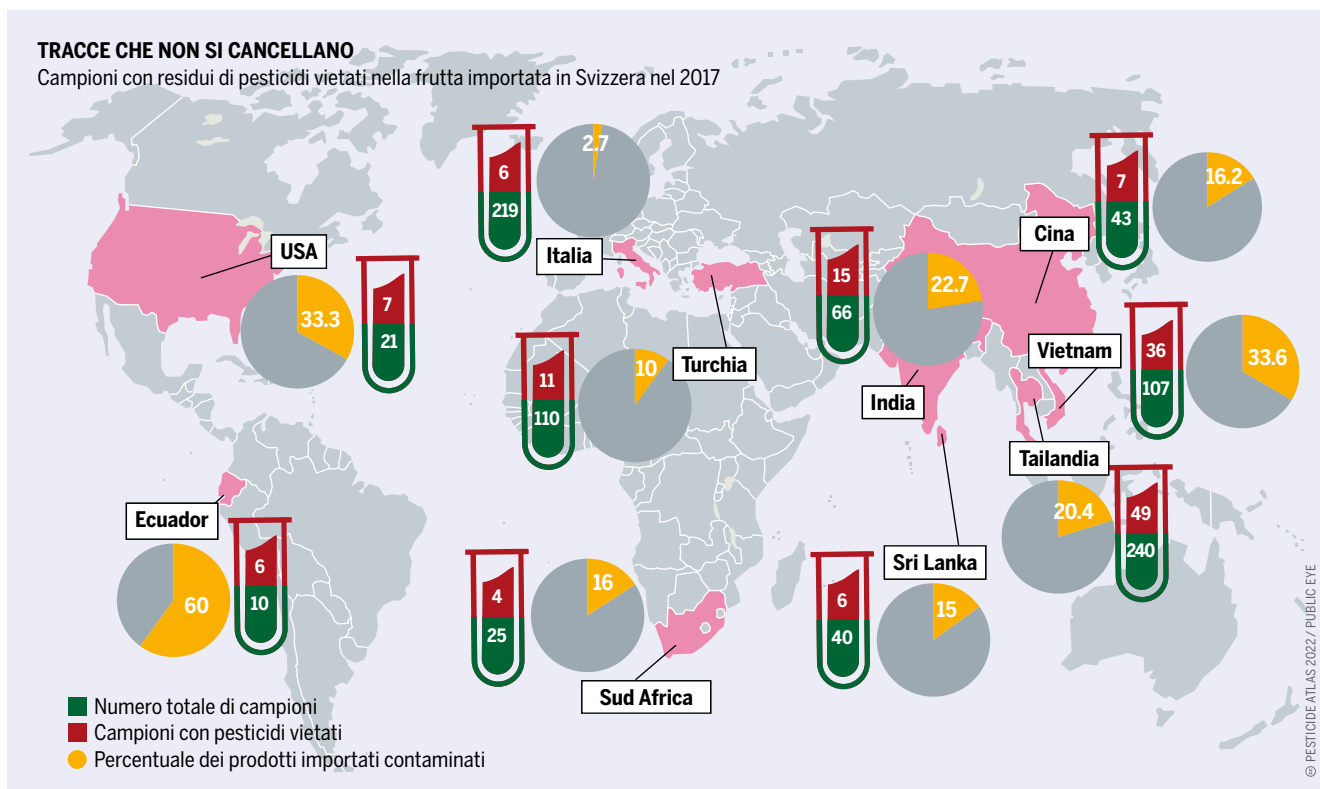 TRACCE CHE NON SI CANCELLANO
Campioni con residui di pesticidi vietati nella frutta importata in Svizzera nel 2017
USA
33.3
7
21
6
219
2.7
Italia
11
110
10
Turchia
15
66
22.7
India
Cina
7
43
16.2
Vietnam
36
107
33.6
Tailandia
20.4
49
240
Ecuador
60
6
10
4
25
16
Sud Africa
Sri Lanka
6
40
15
Numero totale di campioni
Campioni con pesticidi vietati
Percentuale dei prodotti importati contaminati
PESTICIDE ATLAS 2022 / PUBLIC EYE